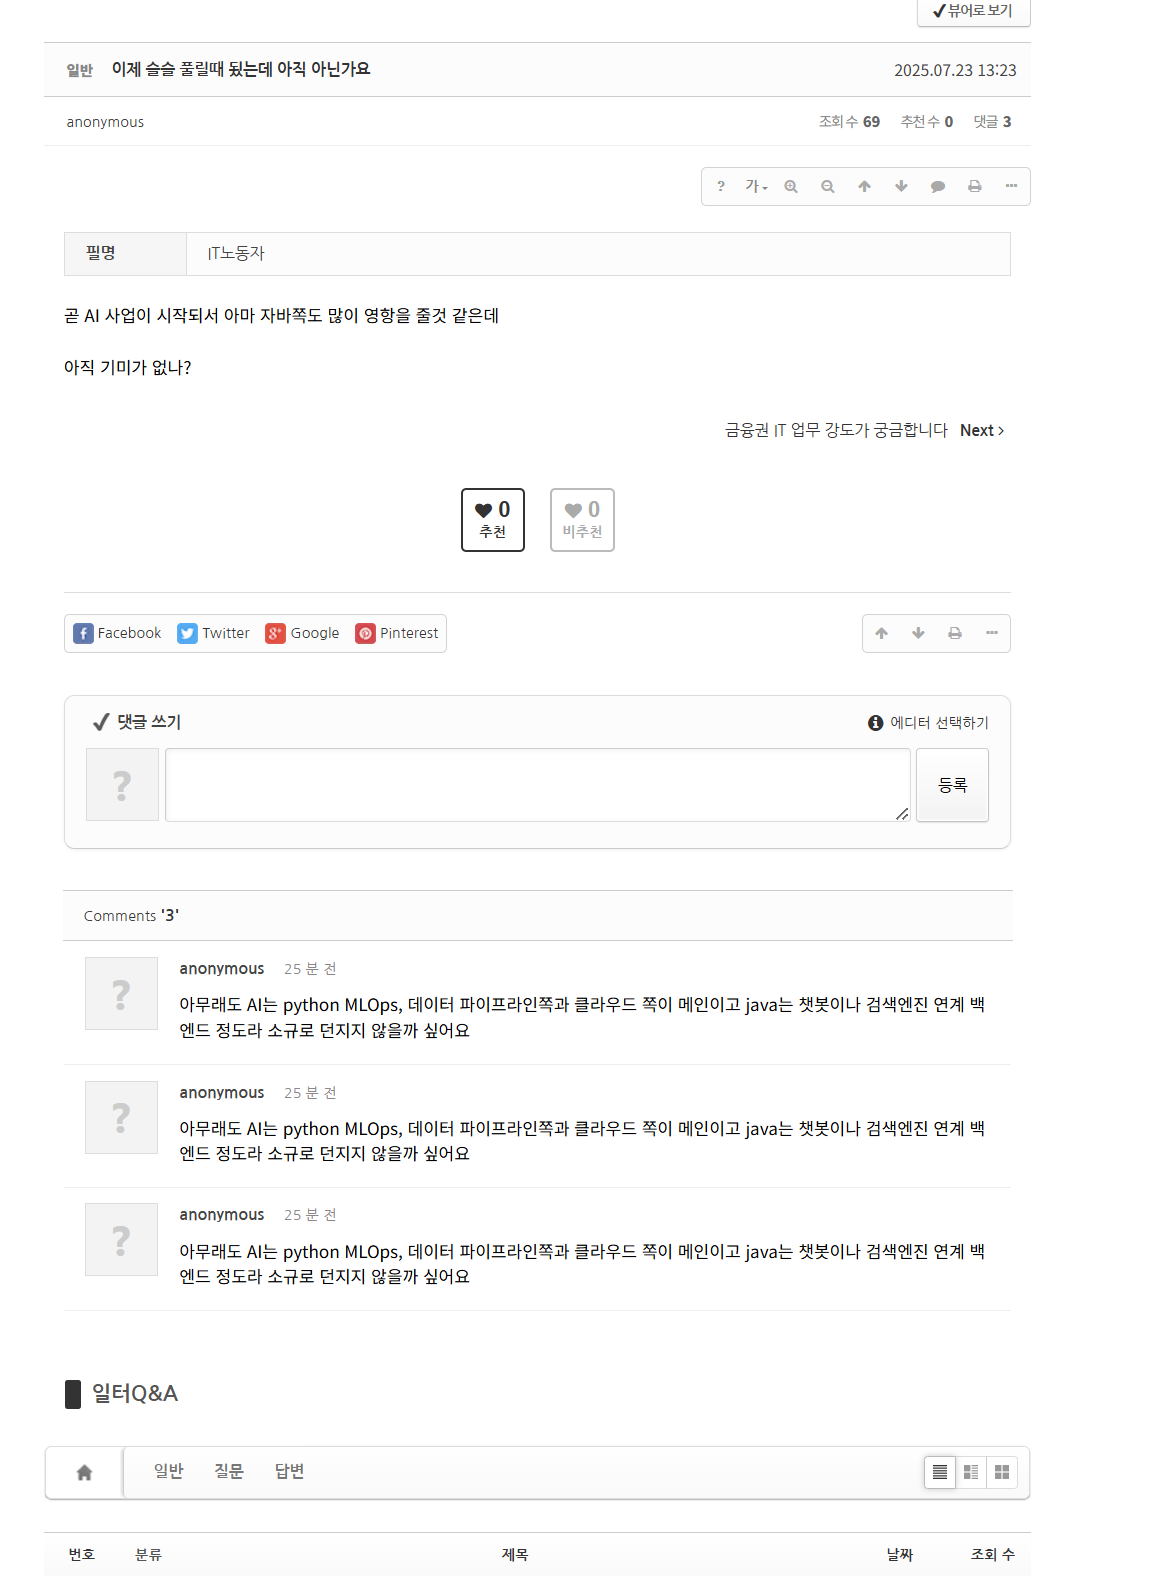 뷰어로 보기
일반 이제 슬슬 풀릴때 됬는데 아직 아닌가요 2025.07.23 13:23
anonymous 조회 수 69 추천 수 0 댓글 3
? 가
필명 IT노동자
곧 AI 사업이 시작되서 아마 자바쪽도 많이 영향을 줄것 같은데
아직 기미가 없나?
금융권 IT 업무 강도가 궁금합니다 Next
0 0
추천 비추천
Facebook Twitter Google Pinterest
댓글 쓰기 에디터 선택하기
?
등록
Comments '3'
? anonymous 25 분 전
아무래도 AI는 python MLOps, 데이터 파이프라인쪽과 클라우드 쪽이 메인이고 java는 챗봇이나 검색엔진 연계 백
엔드 정도라 소규로 던지지 않을까 싶어요
? anonymous 25 분 전
아무래도 AI는 python MLOps, 데이터 파이프라인쪽과 클라우드 쪽이 메인이고 java는 챗봇이나 검색엔진 연계 백
엔드 정도라 소규로 던지지 않을까 싶어요
? anonymous 25 분 전
아무래도 AI는 python MLOps, 데이터 파이프라인쪽과 클라우드 쪽이 메인이고 java는 챗봇이나 검색엔진 연계 백
엔드 정도라 소규로 던지지 않을까 싶어요
일터Q&A
일반 질문 답변
번호 분류 제목 날짜 조회 수